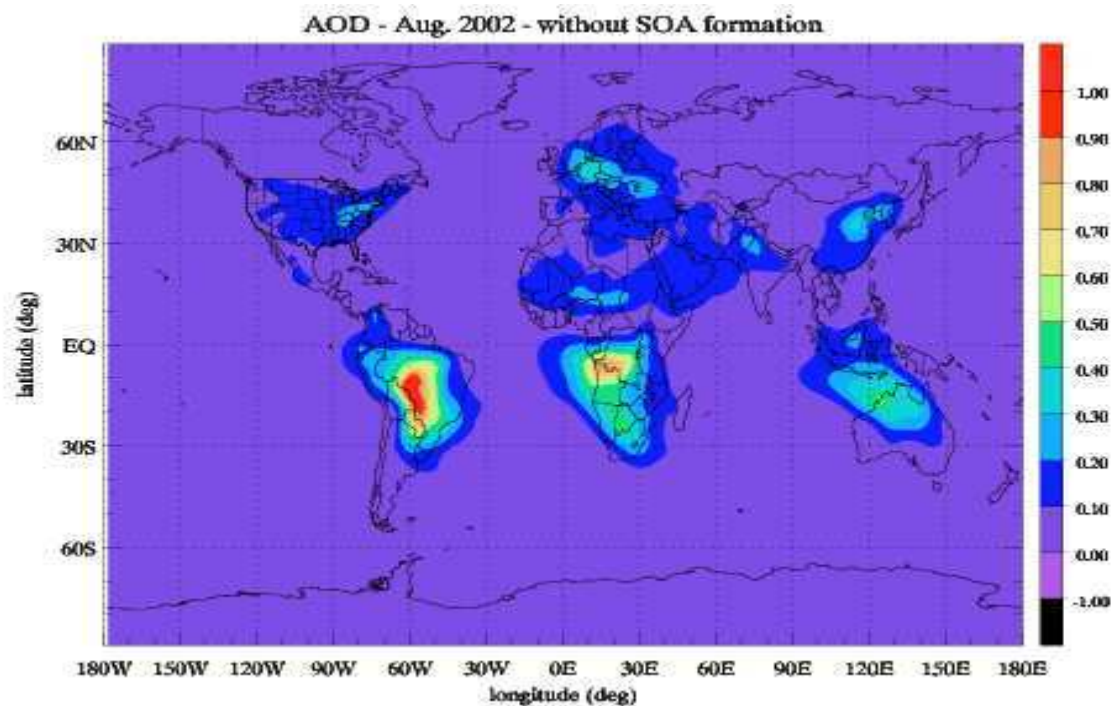 AOD - Aug. 2002 - without SOA formation
1.00
0.90
0.80
0.70
0.60
0.50
0.40
0.30
0.20
0.10
0.00
-1.00
latitude (deg)
60N
30N
EQ
30S
60S
180W 150W 120W 90W 60W 30W 0E 30E 60E 90E 120E 150E 180E
longitude (deg)